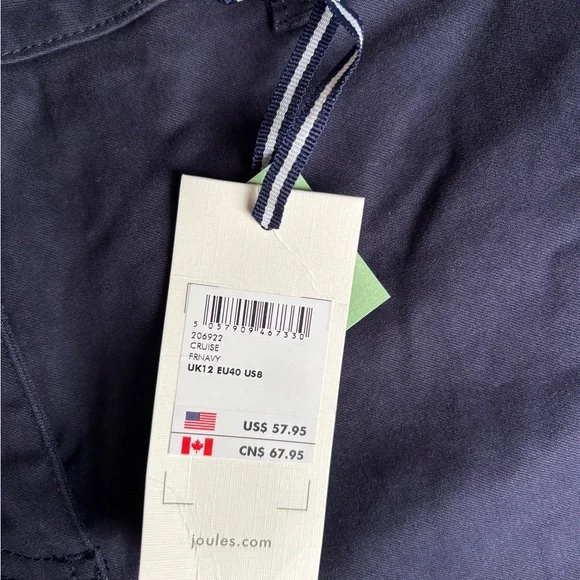 5 057909 467330
206922
CRUISE
FRNAVY
UK12 EU40 US8
US$ 57.95
CN$ 67.95
joules.com